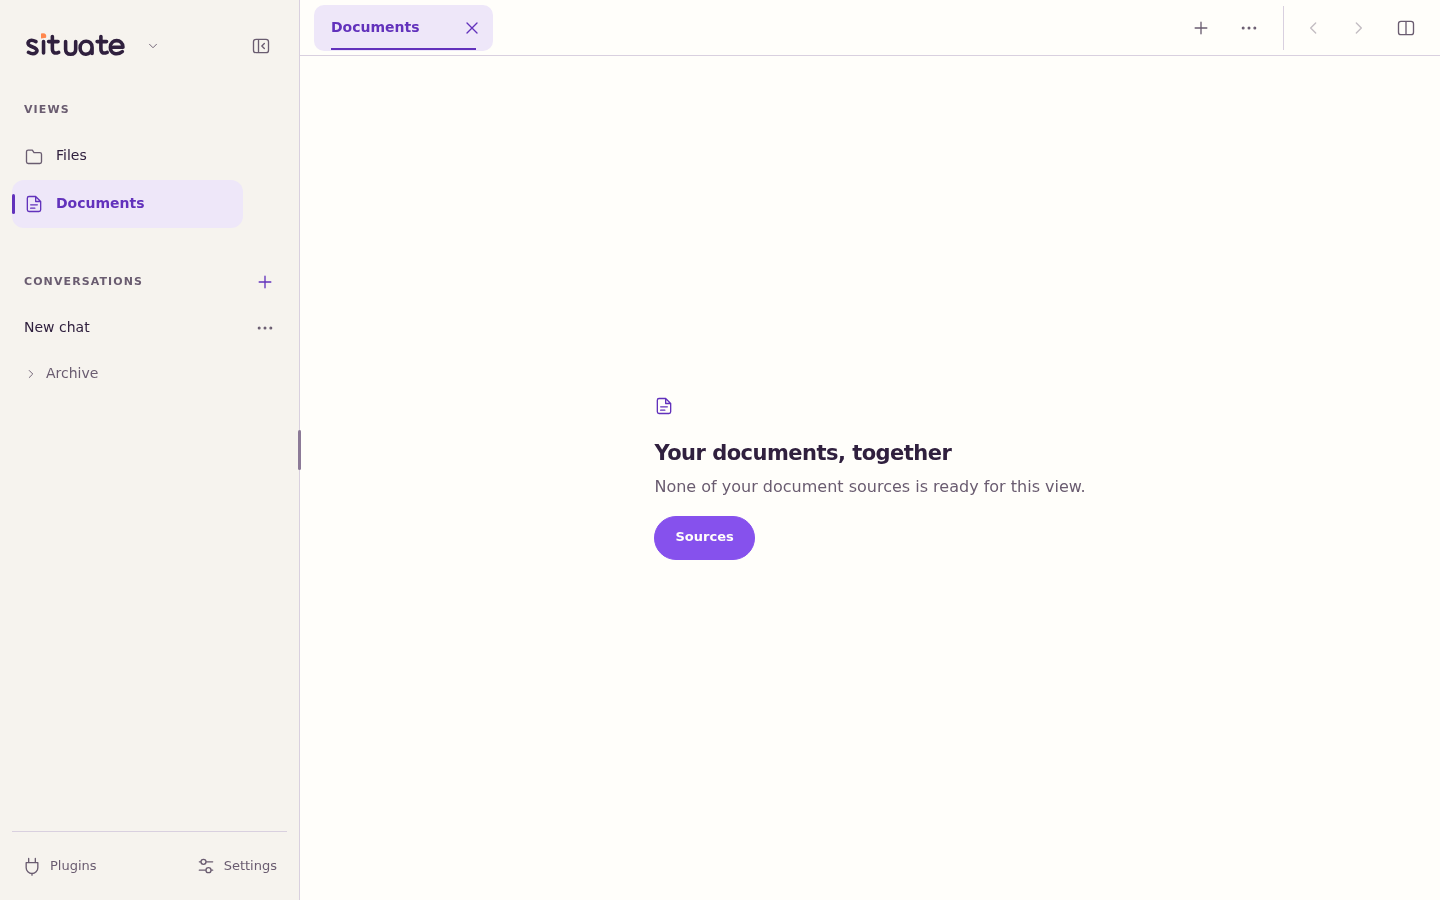 situate
VIEWS
Files
Documents
CONVERSATIONS
New chat
Archive
Plugins
Settings
Documents
Your documents, together
None of your document sources is ready for this view.
Sources